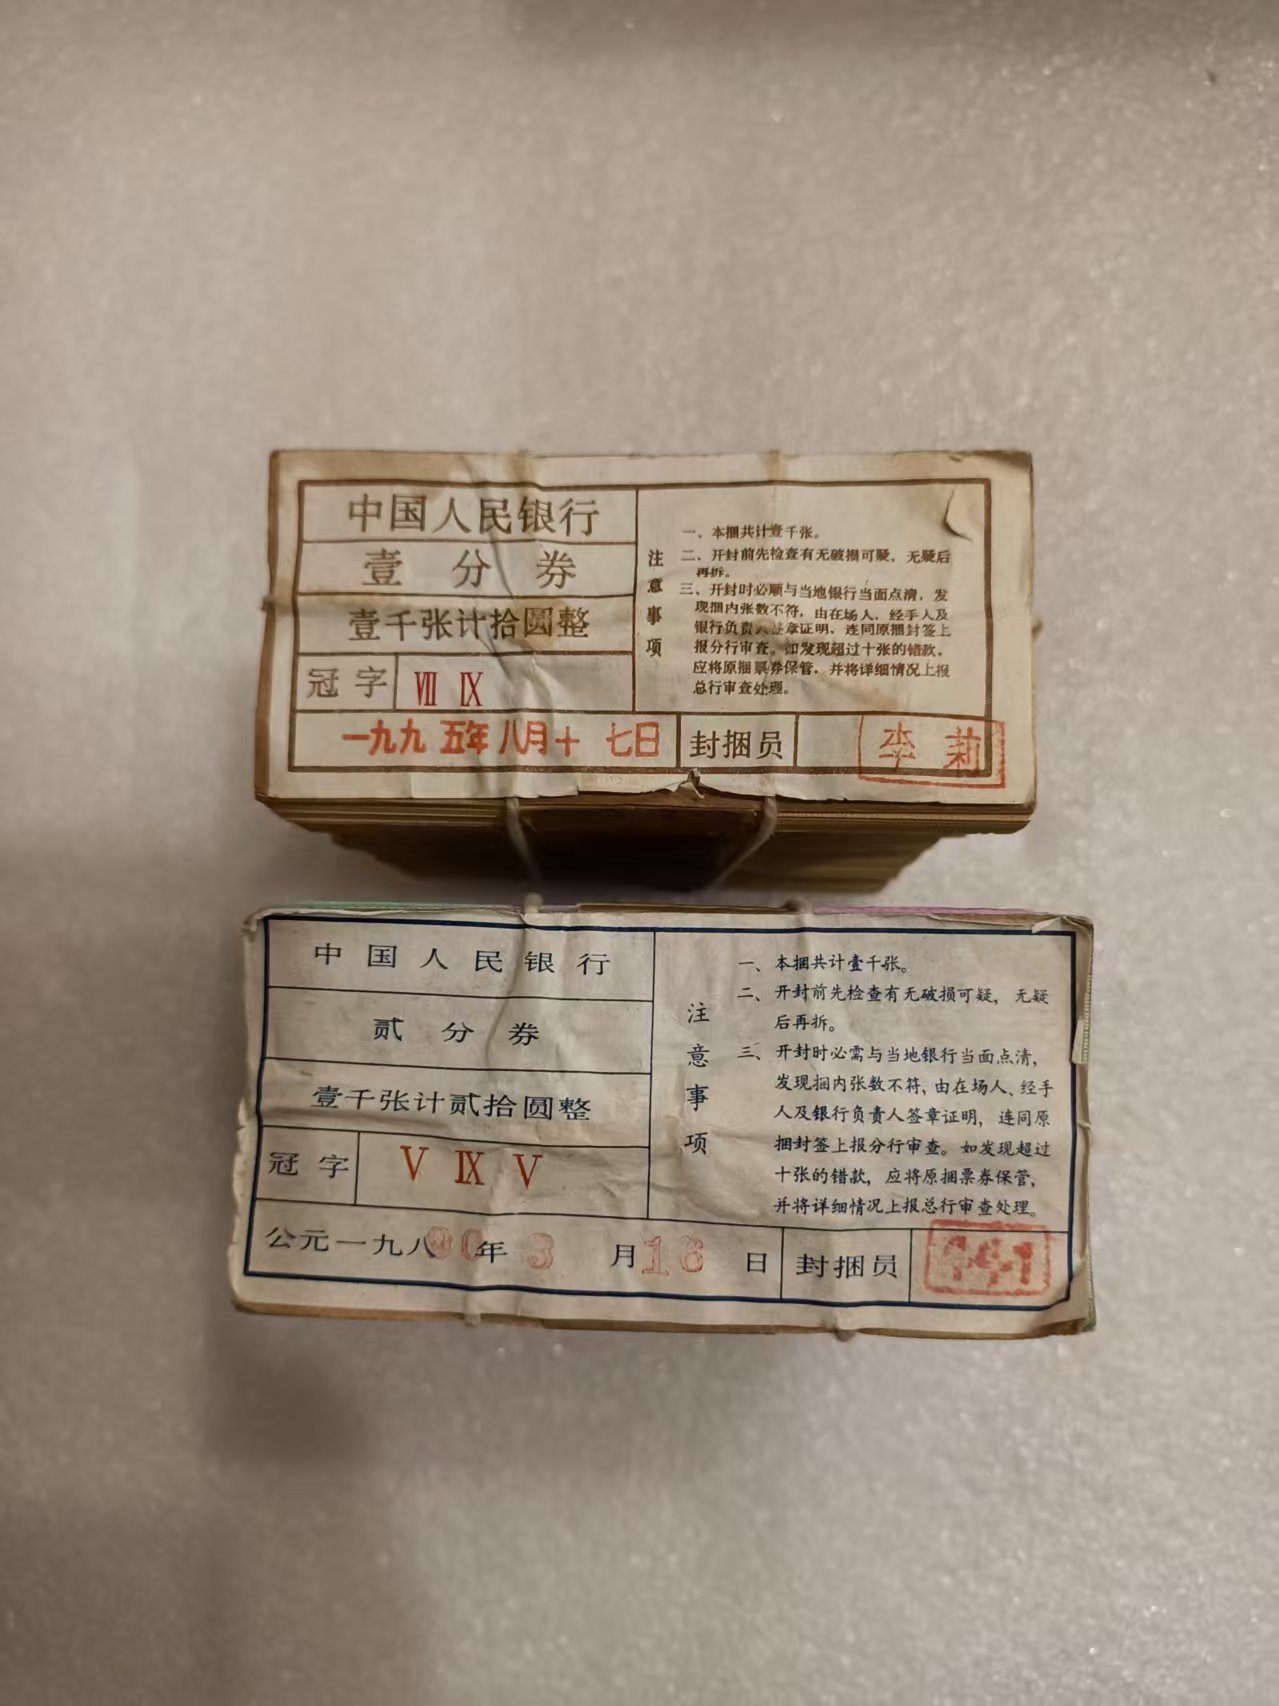 中国人民银行
壹分券
壹千张计拾圆整
冠字 Ⅶ Ⅸ
一九九五年八月十七日 封捆员 李莉
注意事项
一、本捆共计壹千张。
二、开封前先检查有无破损可疑，无疑后
再拆。
三、开封时必顺与当地银行当面点清，发
现捆内张数不符，由在场人、经手人及
银行负责人签章证明，连同原捆封签上
报分行审查。如发现超过十张的错款，
应将原捆票券保管，并将详细情况上报
总行审查处理。
中国人民银行
贰分券
壹千张计贰拾圆整
冠字 Ⅴ Ⅸ Ⅴ
公元一九八90年3月16日 封捆员
注意事项
一、本捆共计壹千张。
二、开封前先检查有无破损可疑，无疑
后再拆。
三、开封时必需与当地银行当面点清，
发现捆内张数不符，由在场人、经手
人及银行负责人签章证明，连同原
捆封签上报分行审查。如发现超过
十张的错款，应将原捆票券保管，
并将详细情况上报总行审查处理。